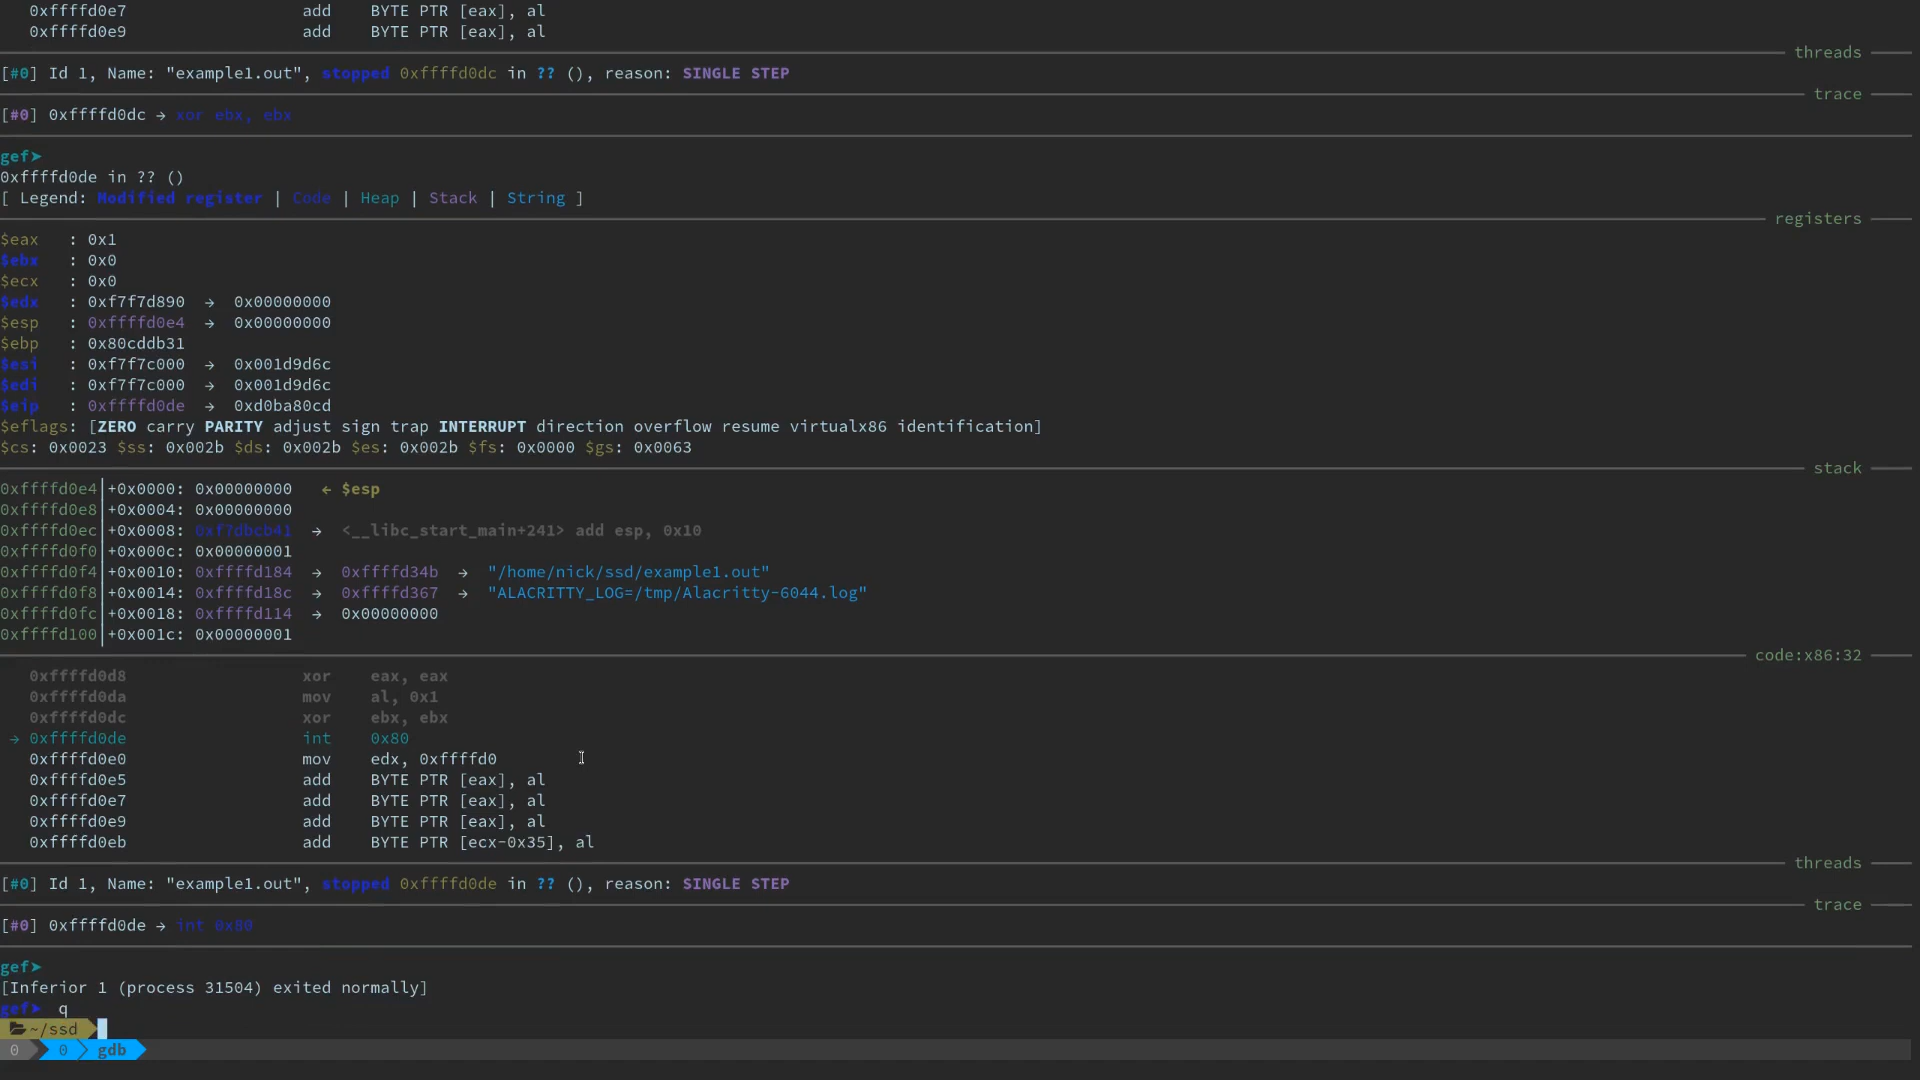 0xffffd0e7 add BYTE PTR [eax], al
0xffffd0e9 add BYTE PTR [eax], al
threads
[#0] Id 1, Name: "example1.out", stopped 0xffffd0dc in ?? (), reason: SINGLE STEP
trace
[#0] 0xffffd0dc → xor ebx, ebx
gef➤
0xffffd0de in ?? ()
[ Legend: Modified register | Code | Heap | Stack | String ]
registers
$eax : 0x1
$ebx : 0x0
$ecx : 0x0
$edx : 0xf7f7d890 → 0x00000000
$esp : 0xffffd0e4 → 0x00000000
$ebp : 0x80cddb31
$esi : 0xf7f7c000 → 0x001d9d6c
$edi : 0xf7f7c000 → 0x001d9d6c
$eip : 0xffffd0de → 0xd0ba80cd
$eflags: [ZERO carry PARITY adjust sign trap INTERRUPT direction overflow resume virtualx86 identification]
$cs: 0x0023 $ss: 0x002b $ds: 0x002b $es: 0x002b $fs: 0x0000 $gs: 0x0063
stack
0xffffd0e4│+0x0000: 0x00000000 ← $esp
0xffffd0e8│+0x0004: 0x00000000
0xffffd0ec│+0x0008: 0xf7dbcb41 → <__libc_start_main+241> add esp, 0x10
0xffffd0f0│+0x000c: 0x00000001
0xffffd0f4│+0x0010: 0xffffd184 → 0xffffd34b → "/home/nick/ssd/example1.out"
0xffffd0f8│+0x0014: 0xffffd18c → 0xffffd367 → "ALACRITTY_LOG=/tmp/Alacritty-6044.log"
0xffffd0fc│+0x0018: 0xffffd114 → 0x00000000
0xffffd100│+0x001c: 0x00000001
code:x86:32
0xffffd0d8 xor eax, eax
0xffffd0da mov al, 0x1
0xffffd0dc xor ebx, ebx
→ 0xffffd0de int 0x80
0xffffd0e0 mov edx, 0xffffd0
0xffffd0e5 add BYTE PTR [eax], al
0xffffd0e7 add BYTE PTR [eax], al
0xffffd0e9 add BYTE PTR [eax], al
0xffffd0eb add BYTE PTR [ecx-0x35], al
threads
[#0] Id 1, Name: "example1.out", stopped 0xffffd0de in ?? (), reason: SINGLE STEP
trace
[#0] 0xffffd0de → int 0x80
gef➤
[Inferior 1 (process 31504) exited normally]
gef➤ q
~/ssd
0 0 gdb